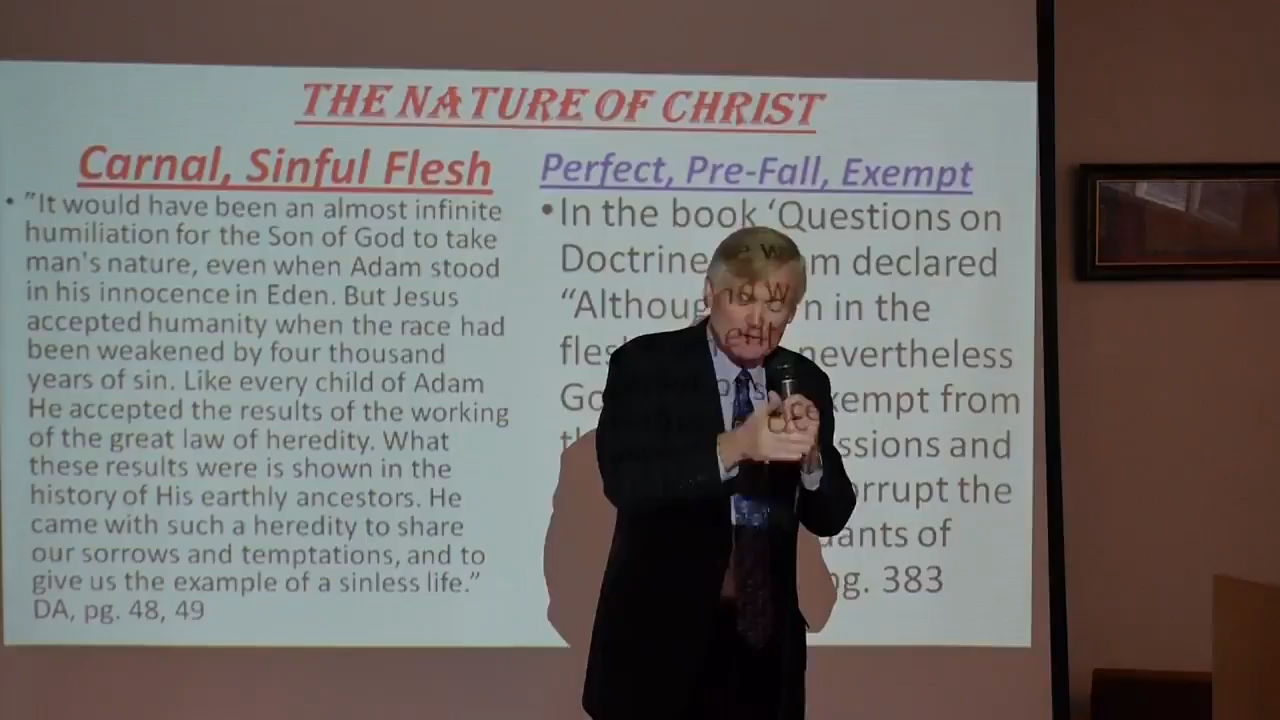 THE NATURE OF CHRIST
Carnal, Sinful Flesh
• "It would have been an almost infinite
humiliation for the Son of God to take
man's nature, even when Adam stood
in his innocence in Eden. But Jesus
accepted humanity when the race had
been weakened by four thousand
years of sin. Like every child of Adam
He accepted the results of the working
of the great law of heredity. What
these results were is shown in the
history of His earthly ancestors. He
came with such a heredity to share
our sorrows and temptations, and to
give us the example of a sinless life."
DA, pg. 48, 49
Perfect, Pre-Fall, Exempt
• In the book ‘Questions on
Doctrine declared
“ in the
nevertheless
from
and
the
of
pg. 383